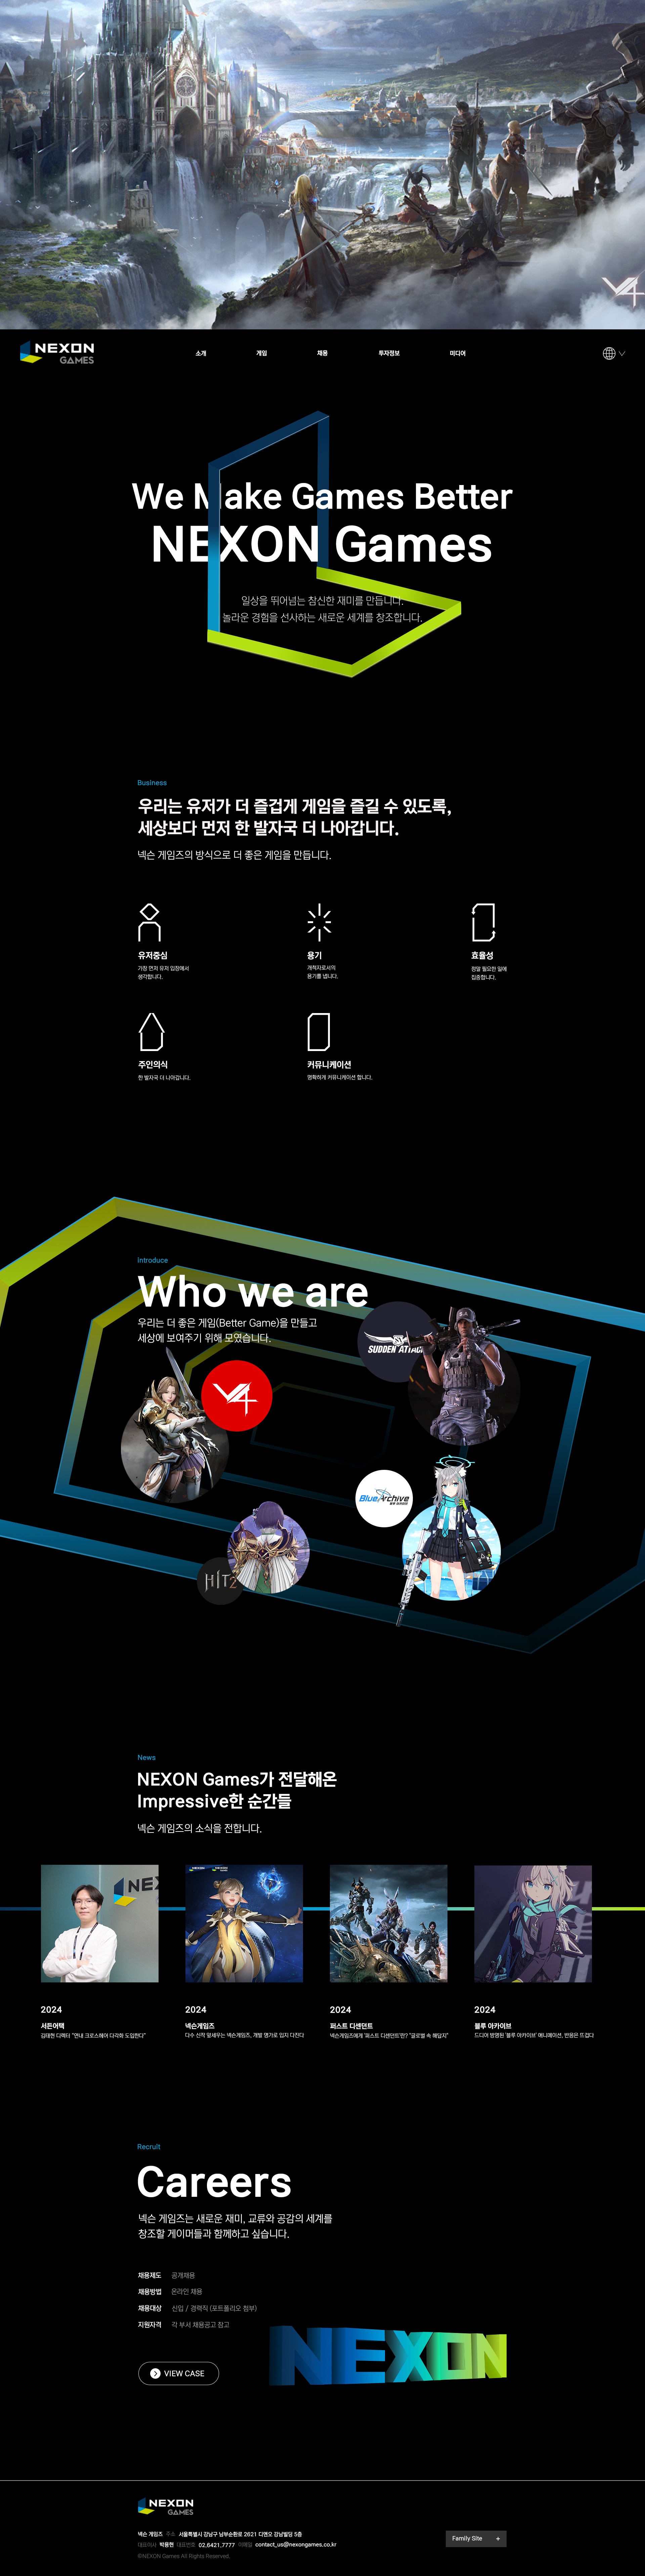 V4
NEXON
GAMES
소개
게임
채용
투자정보
미디어
We Make Games Better
NEXON Games
일상을 뛰어넘는 참신한 재미를 만듭니다.
놀라운 경험을 선사하는 새로운 세계를 창조합니다.
Business
우리는 유저가 더 즐겁게 게임을 즐길 수 있도록,
세상보다 먼저 한 발자국 더 나아갑니다.
넥슨 게임즈의 방식으로 더 좋은 게임을 만듭니다.
유저중심
가장 먼저 유저 입장에서
생각합니다.
용기
개척자로서의
용기를 냅니다.
효율성
정말 필요한 일에
집중합니다.
주인의식
한 발자국 더 나아갑니다.
커뮤니케이션
명확하게 커뮤니케이션 합니다.
introduce
Who we are
우리는 더 좋은 게임(Better Game)을 만들고
세상에 보여주기 위해 모였습니다.
SUDDEN ATTACK
V4
BlueArchive
HIT2
News
NEXON Games가 전달해온
Impressive한 순간들
넥슨 게임즈의 소식을 전합니다.
2024
서든어택
김태현 디렉터 "연내 크로스헤어 다각화 도입한다"
2024
넥슨게임즈
다수 신작 앞세우는 넥슨게임즈, 개발 명가로 입지 다진다
2024
퍼스트 디센던트
넥슨게임즈에게 '퍼스트 디센던트'란? "글로벌 속 해답지"
2024
블루 아카이브
드디어 방영된 '블루 아카이브' 애니메이션, 반응은 뜨겁다
Recruit
Careers
넥슨 게임즈는 새로운 재미, 교류와 공감의 세계를
창조할 게이머들과 함께하고 싶습니다.
채용제도 공개채용
채용방법 온라인 채용
채용대상 신입 / 경력직 (포트폴리오 첨부)
지원자격 각 부서 채용공고 참고
NEXON
VIEW CASE
NEXON
GAMES
넥슨 게임즈 주소 서울특별시 강남구 남부순환로 2621 디앤오 강남빌딩 5층
대표이사 박용현 대표번호 02.6421.7777 이메일 contact_us@nexongames.co.kr
©NEXON Games All Rights Reserved.
Family Site +